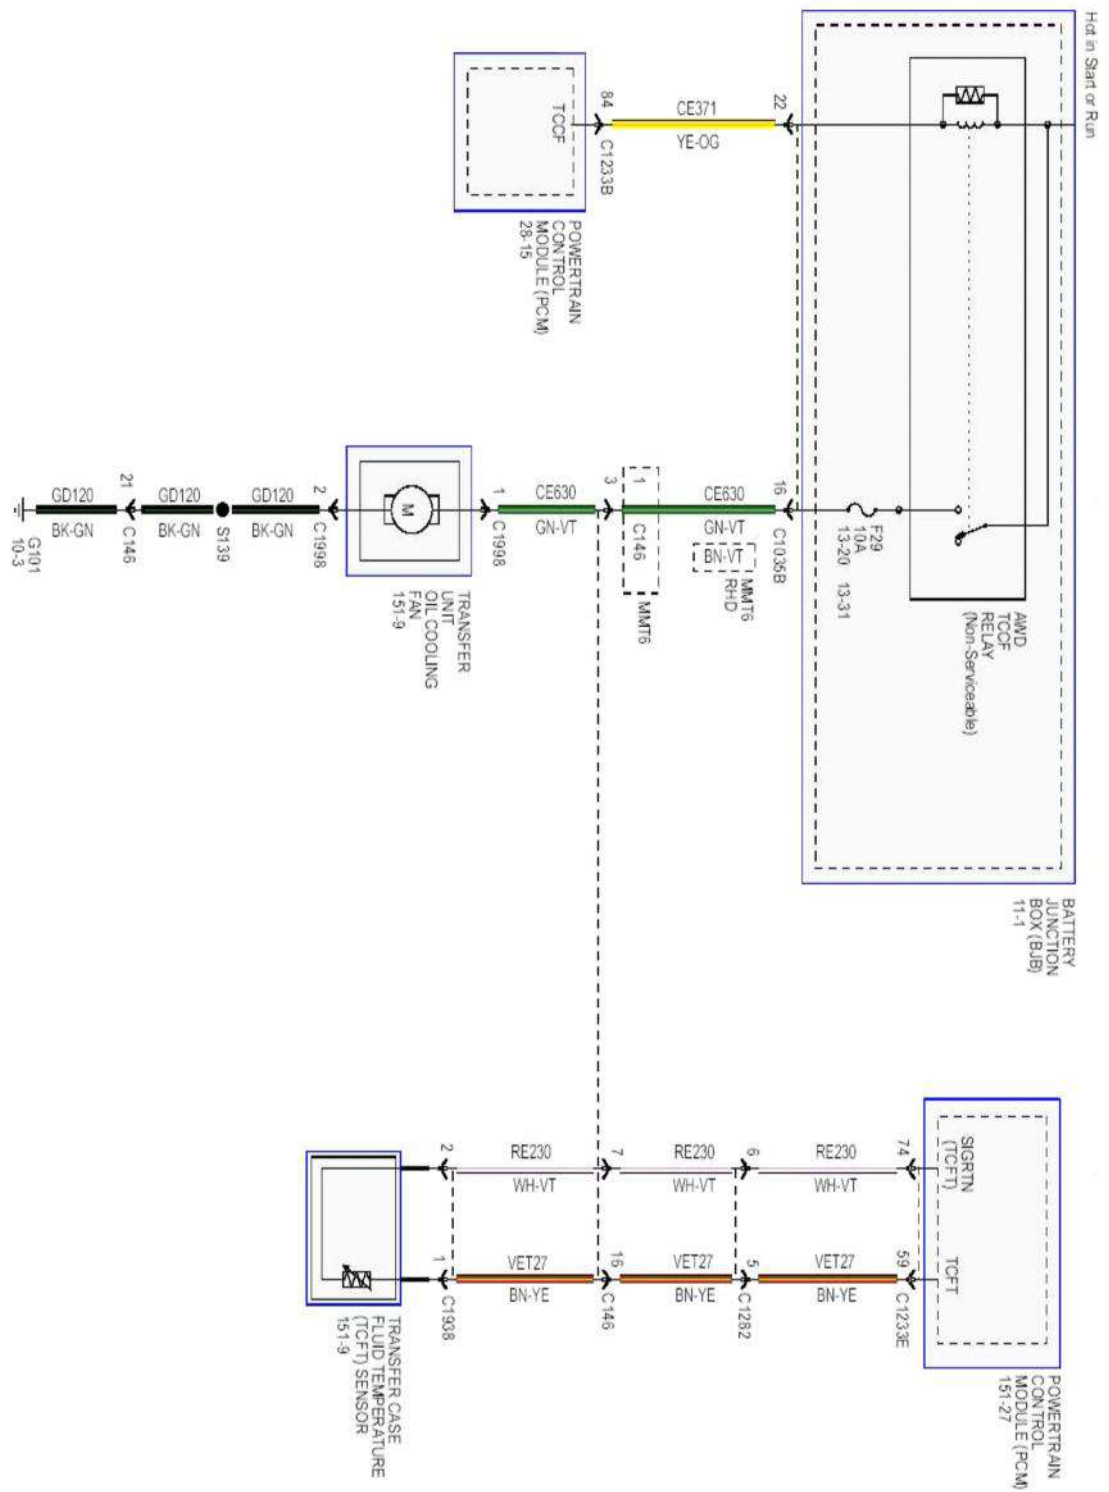 Hot in Start or Run
BATTERY
JUNCTION
BOX (BJB)
11-1
AWD
TCCF
RELAY
(Non-Serviceable)
F29
10A
13-20 13-31
22
CE371
YE-OG
84
C1233B
TCCF
POWERTRAIN
CONTROL
MODULE (PCM)
28-15
16
C1035B
CE630
GN-VT
BN-VT
MMT6
RHD
1
C146
MMT6
3
CE630
GN-VT
1
C1998
M
TRANSFER
UNIT
OIL COOLING
FAN
151-9
2
C1998
GD120
BK-GN
S139
GD120
BK-GN
21
C146
GD120
BK-GN
G101
10-3
POWERTRAIN
CONTROL
MODULE (PCM)
151-27
SIGRTN
(TCFT)
TCFT
74
59
C1233E
RE230
WH-VT
VET27
BN-YE
6
5
C1282
RE230
WH-VT
VET27
BN-YE
7
16
C146
RE230
WH-VT
VET27
BN-YE
2
1
C1938
TRANSFER CASE
FLUID TEMPERATURE
(TCFT) SENSOR
151-9